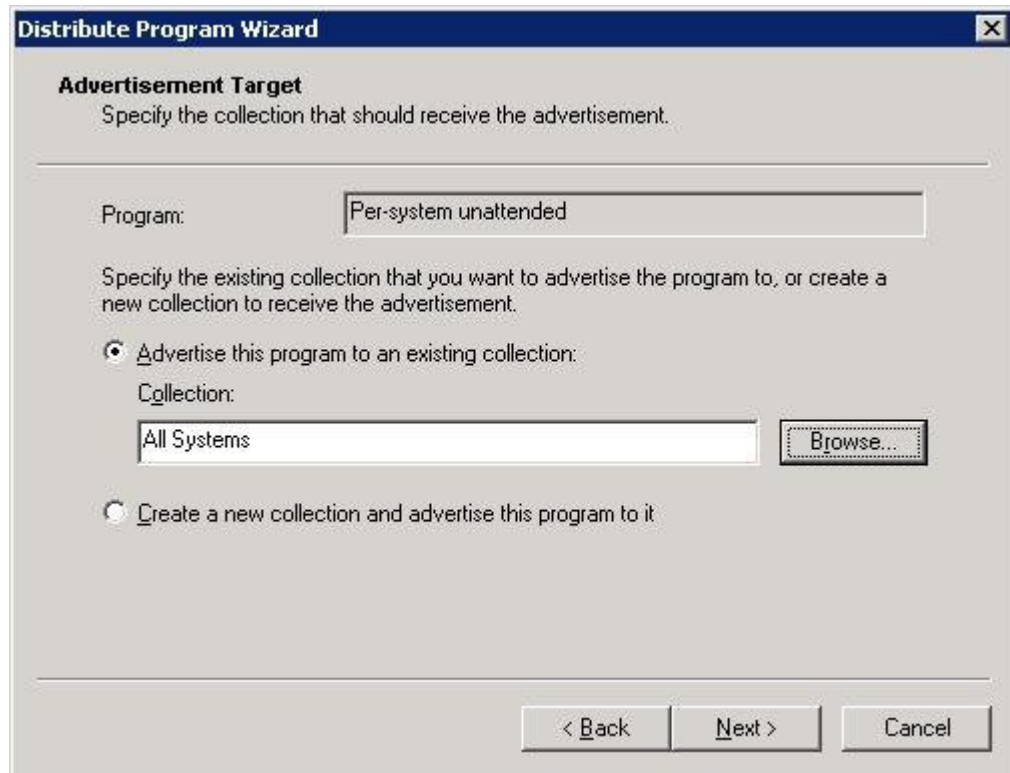 Distribute Program Wizard
Advertisement Target
Specify the collection that should receive the advertisement.
Program:
Per-system unattended
Specify the existing collection that you want to advertise the program to, or create a
new collection to receive the advertisement.
Advertise this program to an existing collection:
Collection:
All Systems
Browse...
Create a new collection and advertise this program to it
< Back
Next >
Cancel